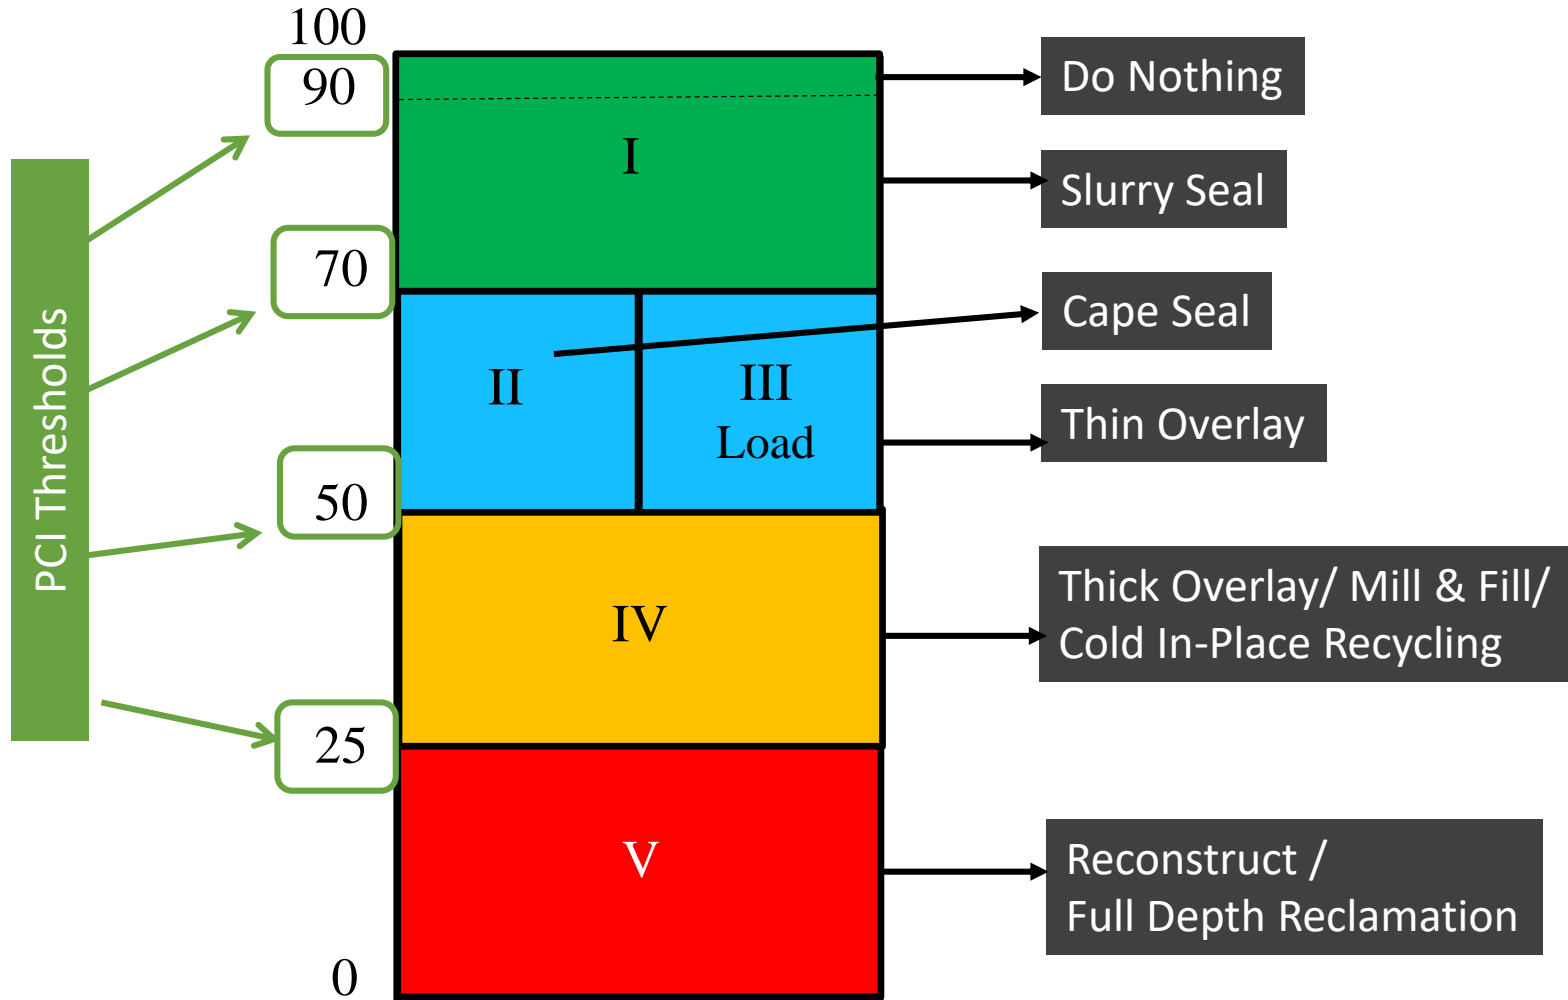 100
90
Do Nothing
I
Slurry Seal
70
PCI Thresholds
Cape Seal
II
III
Load
Thin Overlay
50
Thick Overlay/ Mill & Fill/
Cold In-Place Recycling
IV
25
V
Reconstruct /
Full Depth Reclamation
0